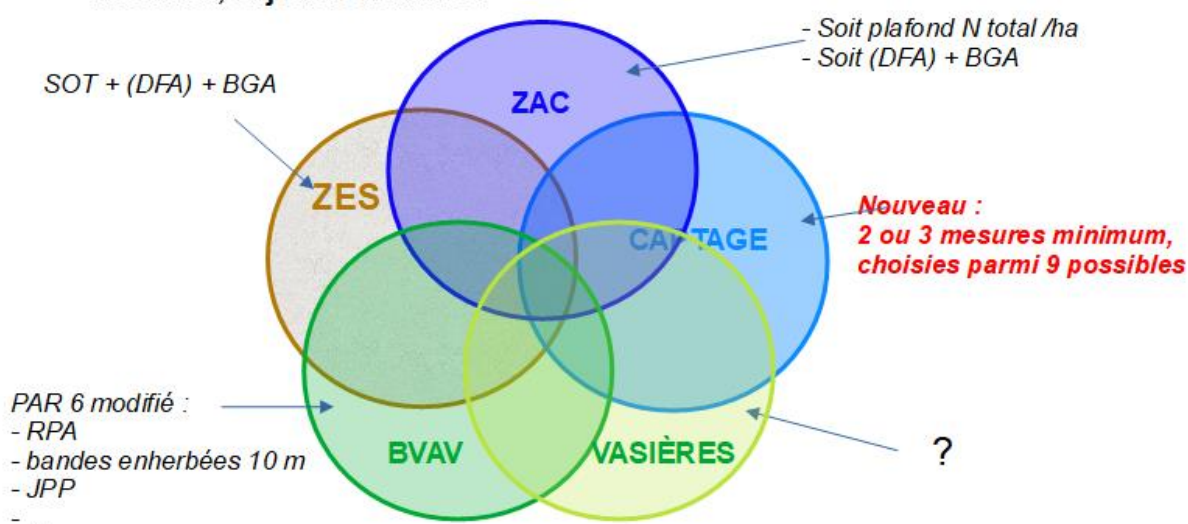 - Soit plafond N total /ha
- Soit (DFA) + BGA
SOT + (DFA) + BGA
ZAC
ZES
CAPTAGE
Nouveau :
2 ou 3 mesures minimum,
choisies parmi 9 possibles
PAR 6 modifié :
- RPA
- bandes enherbées 10 m
- JPP
- ...
BVAV
VASIÈRES
?